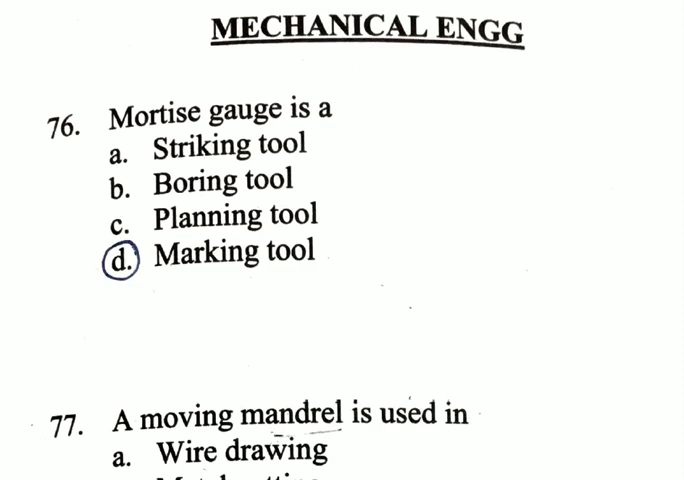 MECHANICAL ENGG
76. Mortise gauge is a
a. Striking tool
b. Boring tool
c. Planning tool
d. Marking tool
77. A moving mandrel is used in
a. Wire drawing